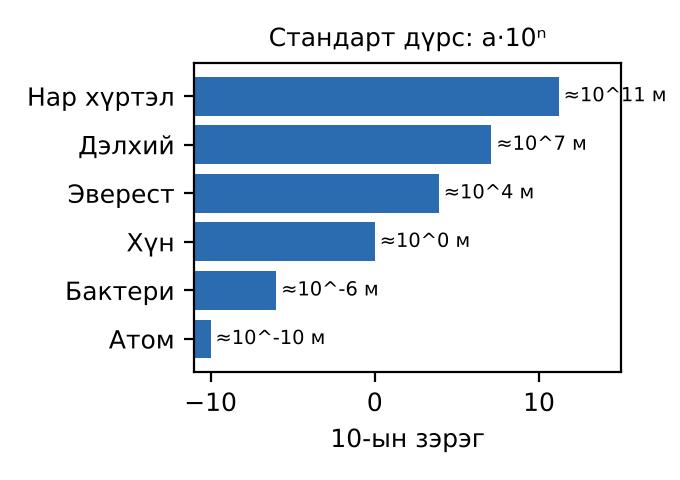 Стандарт дүрс: a·10ⁿ
Нар хүртэл ≈10^11 м
Дэлхий ≈10^7 м
Эверест ≈10^4 м
Хүн ≈10^0 м
Бактери ≈10^-6 м
Атом ≈10^-10 м
−10 0 10
10-ын зэрэг